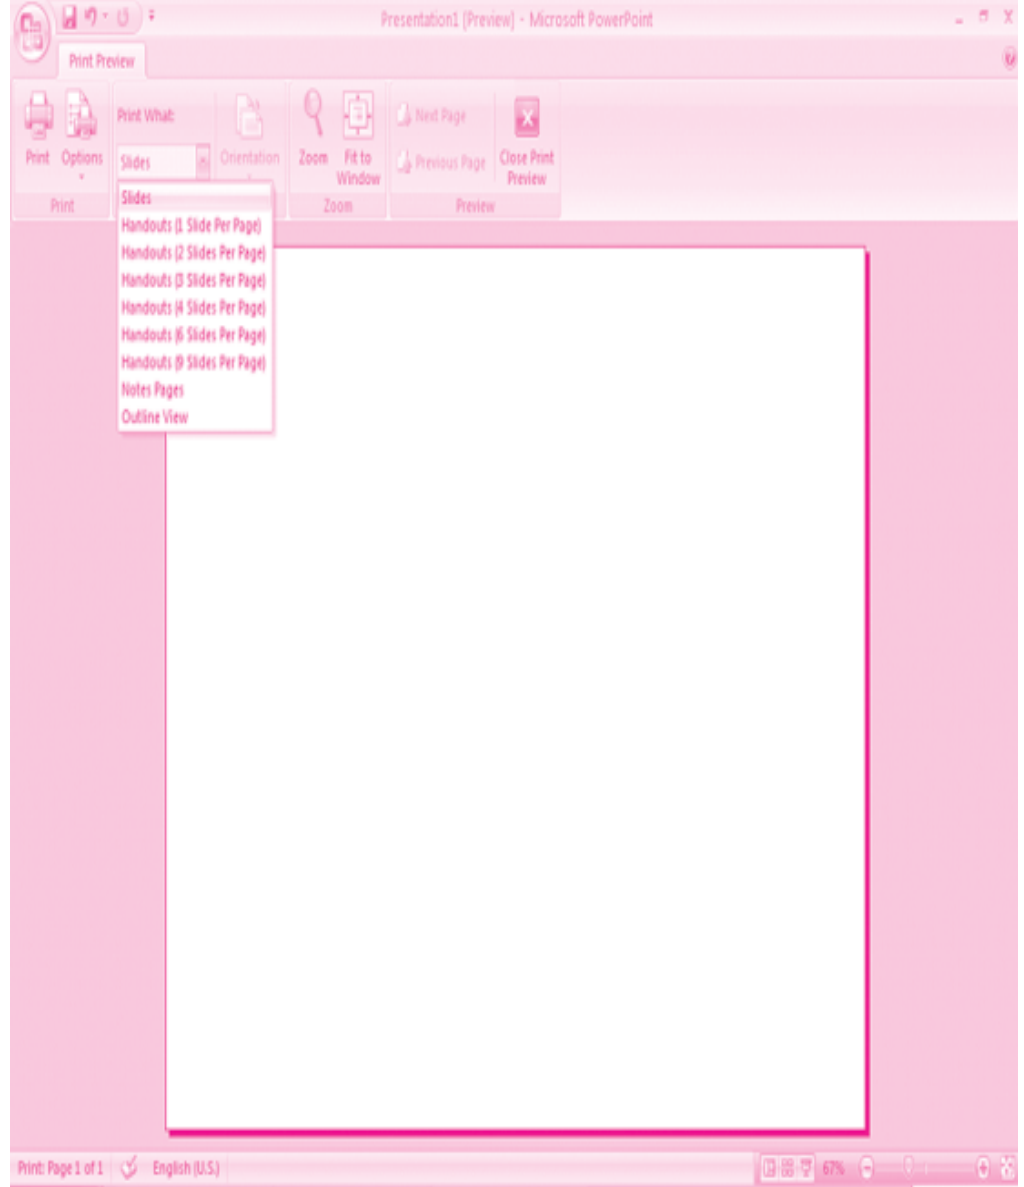 Presentation1 [Preview] - Microsoft PowerPoint
Print Preview
Print What:
Slides
Print
Options
Orientation
Zoom
Fit to Window
Next Page
Previous Page
Close Print Preview
Print
Zoom
Preview
Slides
Handouts (1 Slide Per Page)
Handouts (2 Slides Per Page)
Handouts (3 Slides Per Page)
Handouts (4 Slides Per Page)
Handouts (6 Slides Per Page)
Handouts (9 Slides Per Page)
Notes Pages
Outline View
Print: Page 1 of 1
English (U.S.)
67%